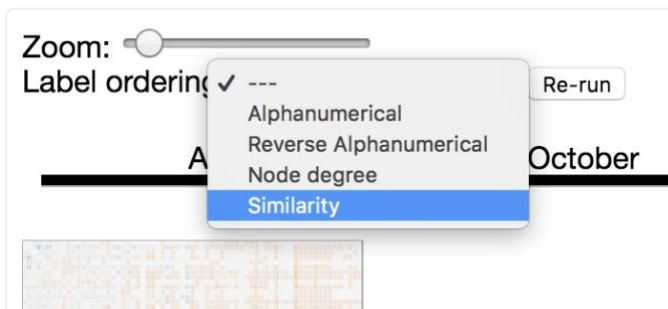 Zoom:
Label ordering
✓ ---
Alphanumerical
Reverse Alphanumerical
Node degree
Similarity
Re-run
A
October